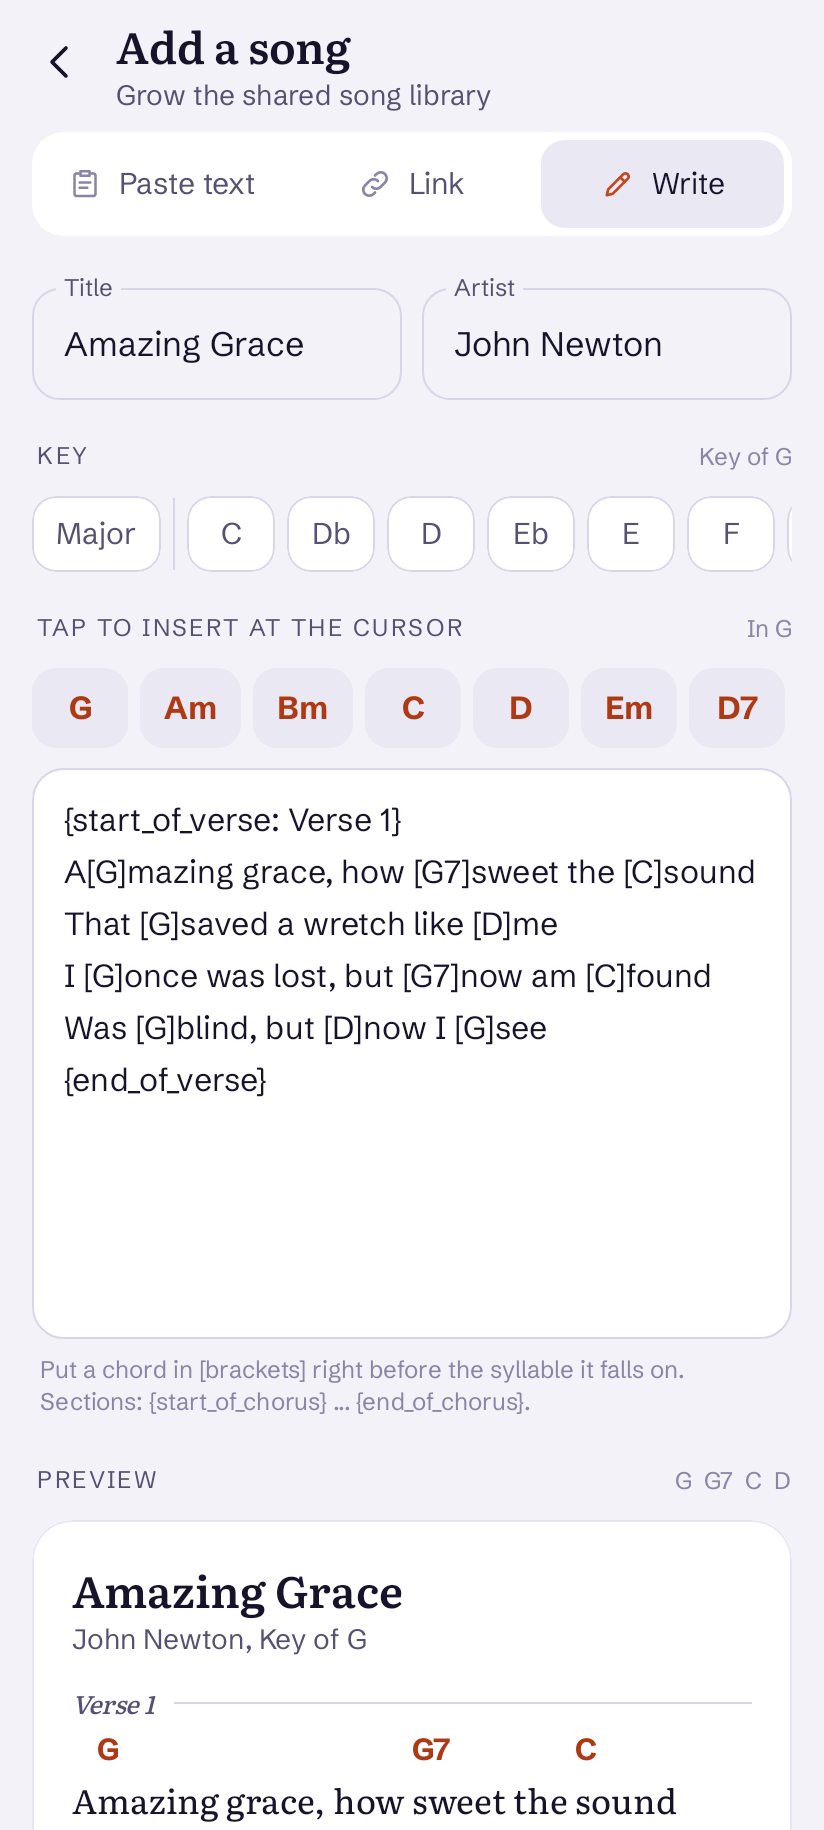 Add a song
Grow the shared song library
Paste text
Link
Write
Title
Artist
Amazing Grace
John Newton
KEY
Key of G
Major
C
Db
D
Eb
E
F
TAP TO INSERT AT THE CURSOR
In G
G
Am
Bm
C
D
Em
D7
{start_of_verse: Verse 1}
A[G]mazing grace, how [G7]sweet the [C]sound
That [G]saved a wretch like [D]me
I [G]once was lost, but [G7]now am [C]found
Was [G]blind, but [D]now I [G]see
{end_of_verse}
Put a chord in [brackets] right before the syllable it falls on.
Sections: {start_of_chorus} ... {end_of_chorus}.
PREVIEW
G G7 C D
Amazing Grace
John Newton, Key of G
Verse 1
G G7 C
Amazing grace, how sweet the sound